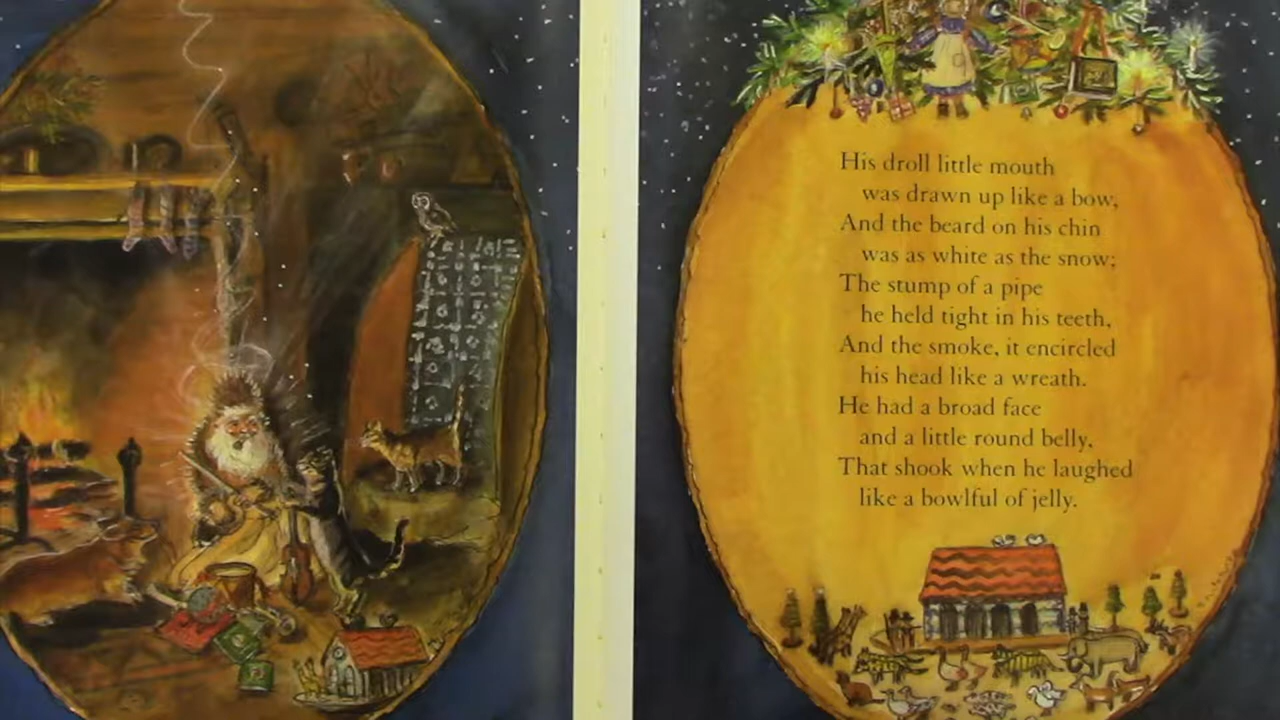 His droll little mouth
was drawn up like a bow,
And the beard on his chin
was as white as the snow;
The stump of a pipe
he held tight in his teeth,
And the smoke, it encircled
his head like a wreath.
He had a broad face
and a little round belly,
That shook when he laughed
like a bowlful of jelly.